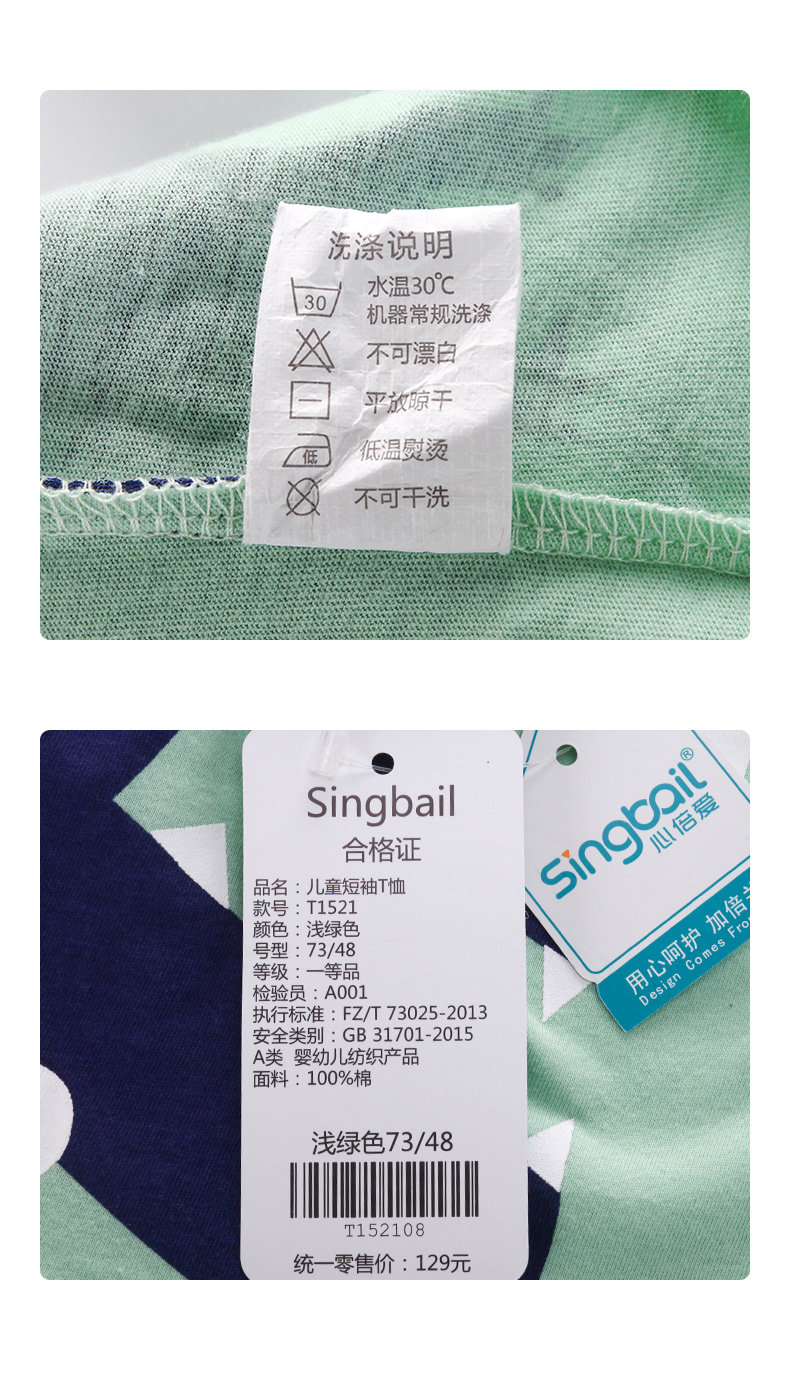 洗涤说明
30
水温30℃
机器常规洗涤
不可漂白
平放晾干
低
低温熨烫
不可干洗
Singbail
合格证
品名：儿童短袖T恤
款号：T1521
颜色：浅绿色
号型：73/48
等级：一等品
检验员：A001
执行标准：FZ/T 73025-2013
安全类别：GB 31701-2015
A类 婴幼儿纺织产品
面料：100%棉
浅绿色73/48
T152108
统一零售价：129元
singbail®
心倍爱
用心呵护 加倍
Design Comes